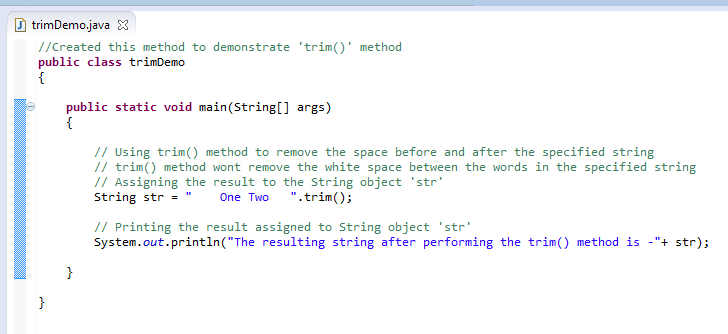 trimDemo.java
//Created this method to demonstrate 'trim()' method
public class trimDemo
{
public static void main(String[] args)
{
// Using trim() method to remove the space before and after the specified string
// trim() method wont remove the white space between the words in the specified string
// Assigning the result to the String object 'str'
String str = "    One Two   ".trim();
// Printing the result assigned to String object 'str'
System.out.println("The resulting string after performing the trim() method is -"+ str);
}
}